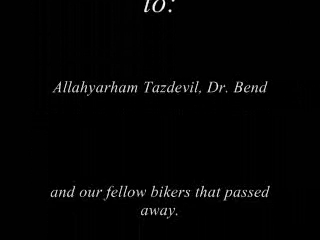 to:
Allahyarham Tazdevil, Dr. Bend
and our fellow bikers that passed
away.